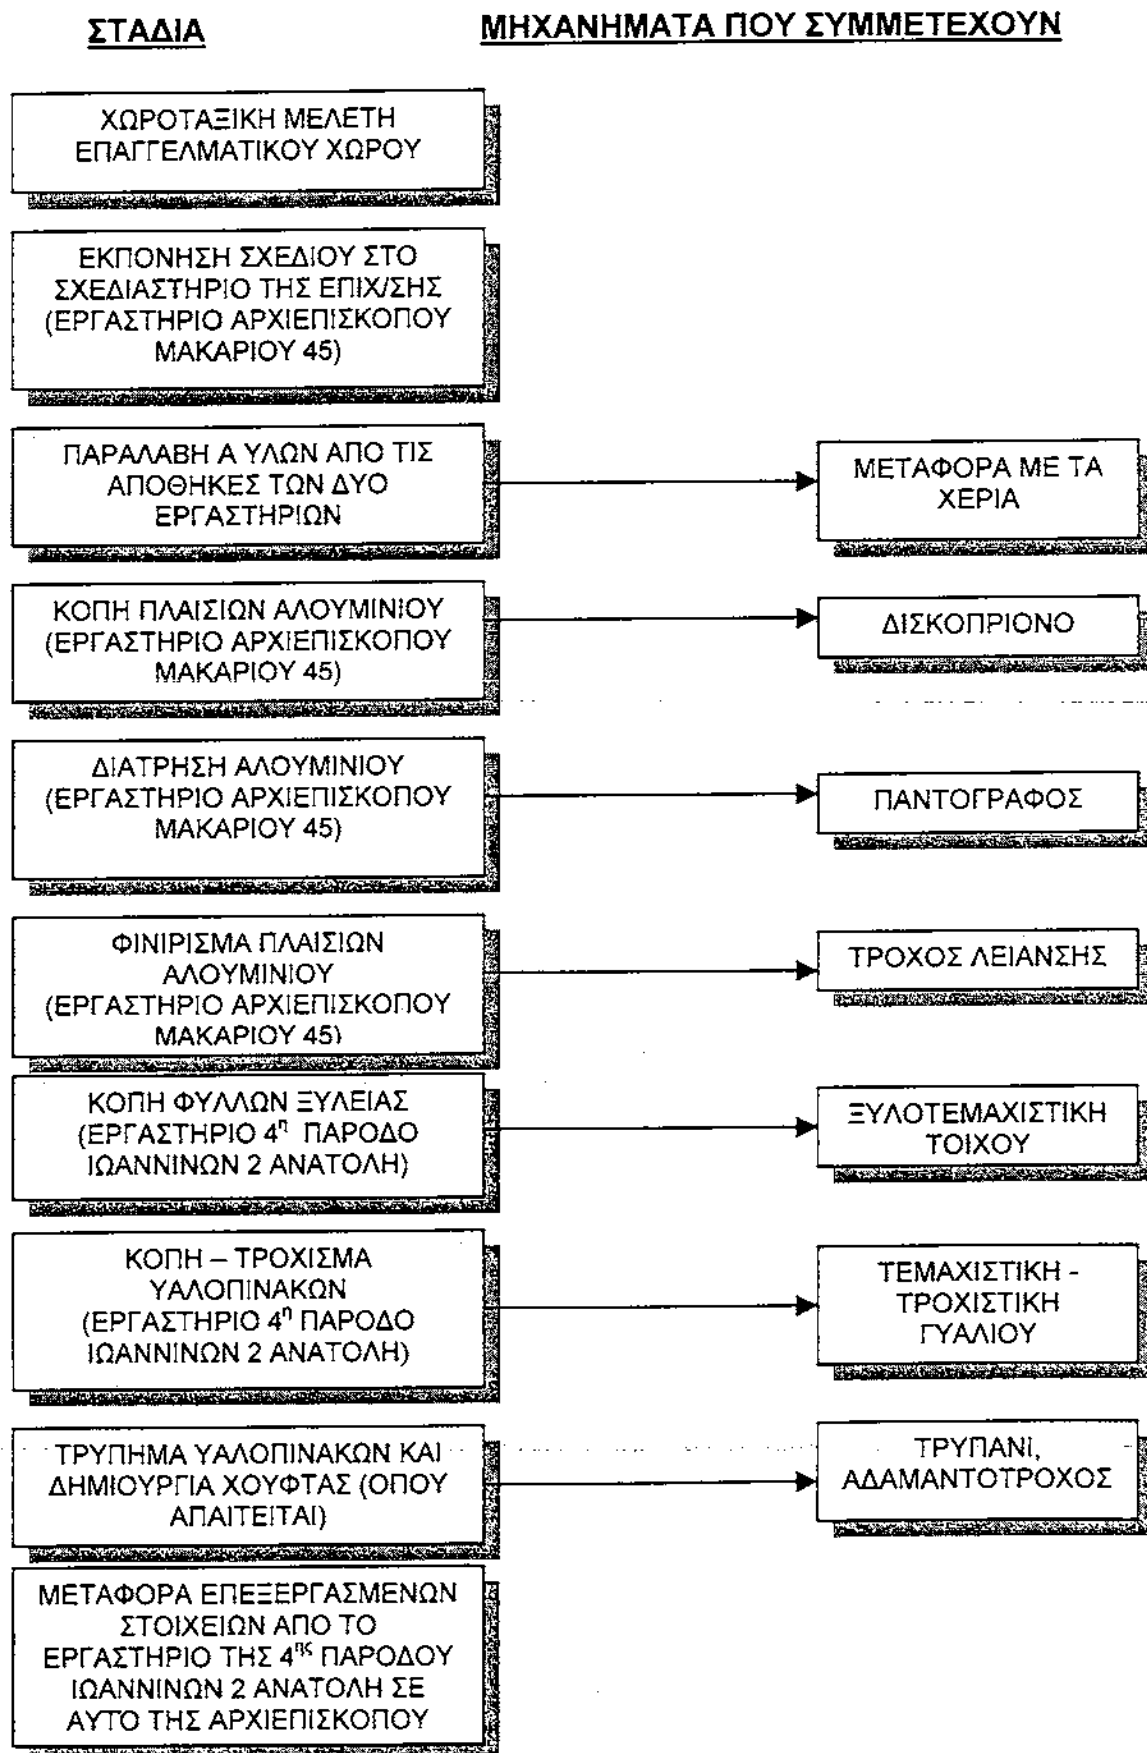 ΣΤΑΔΙΑ
ΜΗΧΑΝΗΜΑΤΑ ΠΟΥ ΣΥΜΜΕΤΕΧΟΥΝ
ΧΩΡΟΤΑΞΙΚΗ ΜΕΛΕΤΗ
ΕΠΑΓΓΕΛΜΑΤΙΚΟΥ ΧΩΡΟΥ
ΕΚΠΟΝΗΣΗ ΣΧΕΔΙΟΥ ΣΤΟ
ΣΧΕΔΙΑΣΤΗΡΙΟ ΤΗΣ ΕΠΙΧ/ΣΗΣ
(ΕΡΓΑΣΤΗΡΙΟ ΑΡΧΙΕΠΙΣΚΟΠΟΥ
ΜΑΚΑΡΙΟΥ 45)
ΠΑΡΑΛΑΒΗ Α ΥΛΩΝ ΑΠΟ ΤΙΣ
ΑΠΟΘΗΚΕΣ ΤΩΝ ΔΥΟ
ΕΡΓΑΣΤΗΡΙΩΝ
ΜΕΤΑΦΟΡΑ ΜΕ ΤΑ
ΧΕΡΙΑ
ΚΟΠΗ ΠΛΑΙΣΙΩΝ ΑΛΟΥΜΙΝΙΟΥ
(ΕΡΓΑΣΤΗΡΙΟ ΑΡΧΙΕΠΙΣΚΟΠΟΥ
ΜΑΚΑΡΙΟΥ 45)
ΔΙΣΚΟΠΡΙΟΝΟ
ΔΙΑΤΡΗΣΗ ΑΛΟΥΜΙΝΙΟΥ
(ΕΡΓΑΣΤΗΡΙΟ ΑΡΧΙΕΠΙΣΚΟΠΟΥ
ΜΑΚΑΡΙΟΥ 45)
ΠΑΝΤΟΓΡΑΦΟΣ
ΦΙΝΙΡΙΣΜΑ ΠΛΑΙΣΙΩΝ
ΑΛΟΥΜΙΝΙΟΥ
(ΕΡΓΑΣΤΗΡΙΟ ΑΡΧΙΕΠΙΣΚΟΠΟΥ
ΜΑΚΑΡΙΟΥ 45)
ΤΡΟΧΟΣ ΛΕΙΑΝΣΗΣ
ΚΟΠΗ ΦΥΛΛΩΝ ΞΥΛΕΙΑΣ
(ΕΡΓΑΣΤΗΡΙΟ 4η ΠΑΡΟΔΟ
ΙΩΑΝΝΙΝΩΝ 2 ΑΝΑΤΟΛΗ)
ΞΥΛΟΤΕΜΑΧΙΣΤΙΚΗ
ΤΟΙΧΟΥ
ΚΟΠΗ – ΤΡΟΧΙΣΜΑ
ΥΑΛΟΠΙΝΑΚΩΝ
(ΕΡΓΑΣΤΗΡΙΟ 4η ΠΑΡΟΔΟ
ΙΩΑΝΝΙΝΩΝ 2 ΑΝΑΤΟΛΗ)
ΤΕΜΑΧΙΣΤΙΚΗ -
ΤΡΟΧΙΣΤΙΚΗ
ΓΥΑΛΙΟΥ
ΤΡΥΠΗΜΑ ΥΑΛΟΠΙΝΑΚΩΝ ΚΑΙ
ΔΗΜΙΟΥΡΓΙΑ ΧΟΥΦΤΑΣ (ΟΠΟΥ
ΑΠΑΙΤΕΙΤΑΙ)
ΤΡΥΠΑΝΙ,
ΑΔΑΜΑΝΤΟΤΡΟΧΟΣ
ΜΕΤΑΦΟΡΑ ΕΠΕΞΕΡΓΑΣΜΕΝΩΝ
ΣΤΟΙΧΕΙΩΝ ΑΠΟ ΤΟ
ΕΡΓΑΣΤΗΡΙΟ ΤΗΣ 4ης ΠΑΡΟΔΟΥ
ΙΩΑΝΝΙΝΩΝ 2 ΑΝΑΤΟΛΗ ΣΕ
ΑΥΤΟ ΤΗΣ ΑΡΧΙΕΠΙΣΚΟΠΟΥ